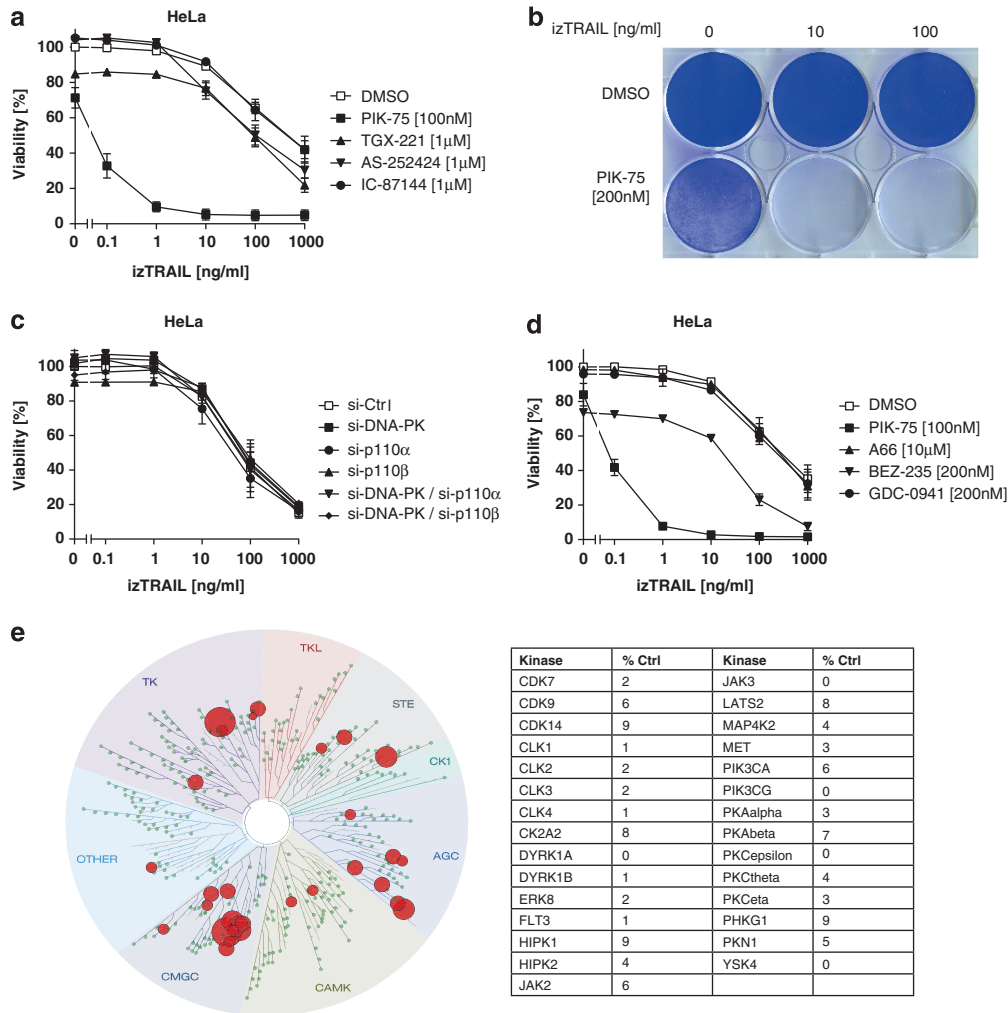 a
HeLa
Viability [%]
100
80
60
40
20
0
0 0.1 1 10 100 1000
izTRAIL [ng/ml]
DMSO
PIK-75 [100nM]
TGX-221 [1µM]
AS-252424 [1µM]
IC-87144 [1µM]
b
izTRAIL [ng/ml]
0 10 100
DMSO
PIK-75
[200nM]
c
HeLa
Viability [%]
100
80
60
40
20
0
0 0.1 1 10 100 1000
izTRAIL [ng/ml]
si-Ctrl
si-DNA-PK
si-p110α
si-p110β
si-DNA-PK / si-p110α
si-DNA-PK / si-p110β
d
HeLa
Viability [%]
100
80
60
40
20
0
0 0.1 1 10 100 1000
izTRAIL [ng/ml]
DMSO
PIK-75 [100nM]
A66 [10µM]
BEZ-235 [200nM]
GDC-0941 [200nM]
e
TKL
TK
STE
CK1
AGC
OTHER
CMGC
CAMK
Kinase % Ctrl Kinase % Ctrl
CDK7 2 JAK3 0
CDK9 6 LATS2 8
CDK14 9 MAP4K2 4
CLK1 1 MET 3
CLK2 2 PIK3CA 6
CLK3 2 PIK3CG 0
CLK4 1 PKAalpha 3
CK2A2 8 PKAbeta 7
DYRK1A 0 PKCepsilon 0
DYRK1B 1 PKCtheta 4
ERK8 2 PKCeta 3
FLT3 1 PHKG1 9
HIPK1 9 PKN1 5
HIPK2 4 YSK4 0
JAK2 6